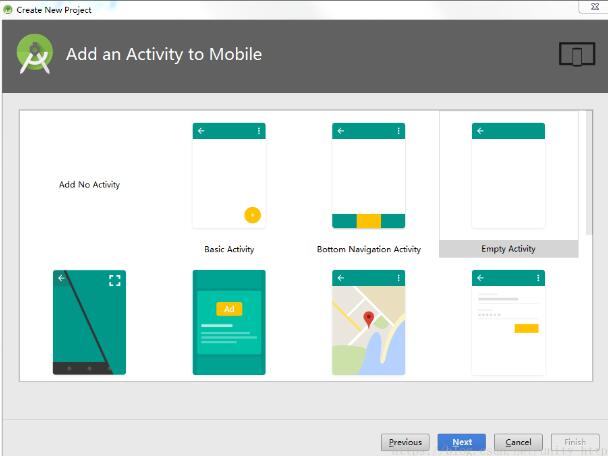 Create New Project
Add an Activity to Mobile
Add No Activity
Basic Activity
Bottom Navigation Activity
Empty Activity
Ad
Previous
Next
Cancel
Finish